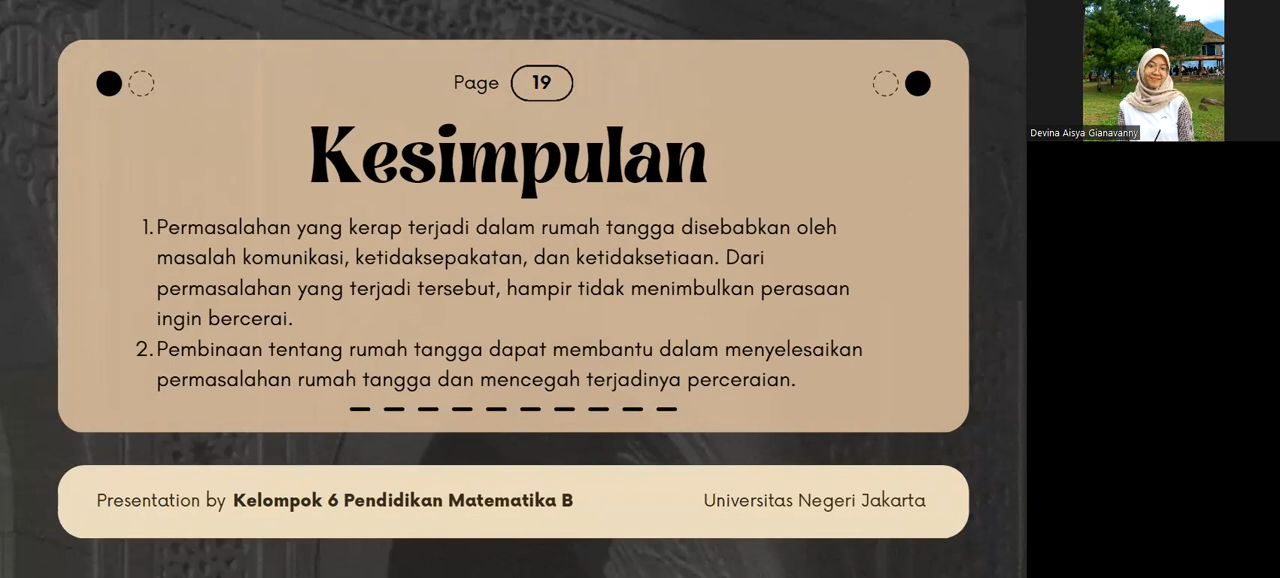 Page 19
Kesimpulan
1. Permasalahan yang kerap terjadi dalam rumah tangga disebabkan oleh
masalah komunikasi, ketidaksepakatan, dan ketidaksetiaan. Dari
permasalahan yang terjadi tersebut, hampir tidak menimbulkan perasaan
ingin bercerai.
2. Pembinaan tentang rumah tangga dapat membantu dalam menyelesaikan
permasalahan rumah tangga dan mencegah terjadinya perceraian.
Presentation by Kelompok 6 Pendidikan Matematika B
Universitas Negeri Jakarta
Devina Aisya Gianavanny